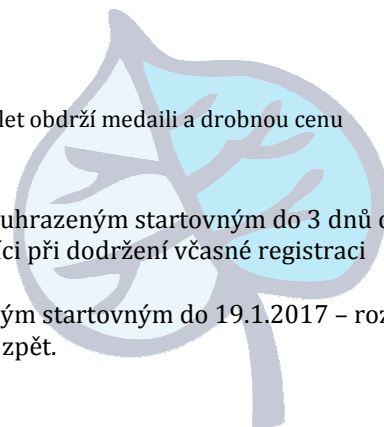 let obdrží medaili a drobnou cenu
uhrazeným startovným do 3 dnů
ci při dodržení včasné registraci
ým startovným do 19.1.2017 – roz
zpět.